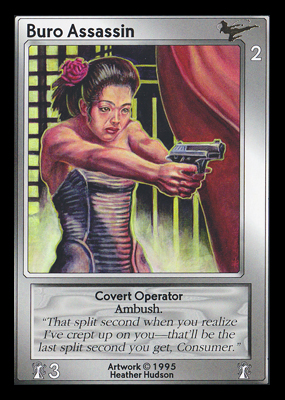 Buro Assassin
2
Covert Operator
Ambush.
"That split second when you realize
I've crept up on you—that'll be the
last split second you get, Consumer."
3
Artwork © 1995
Heather Hudson